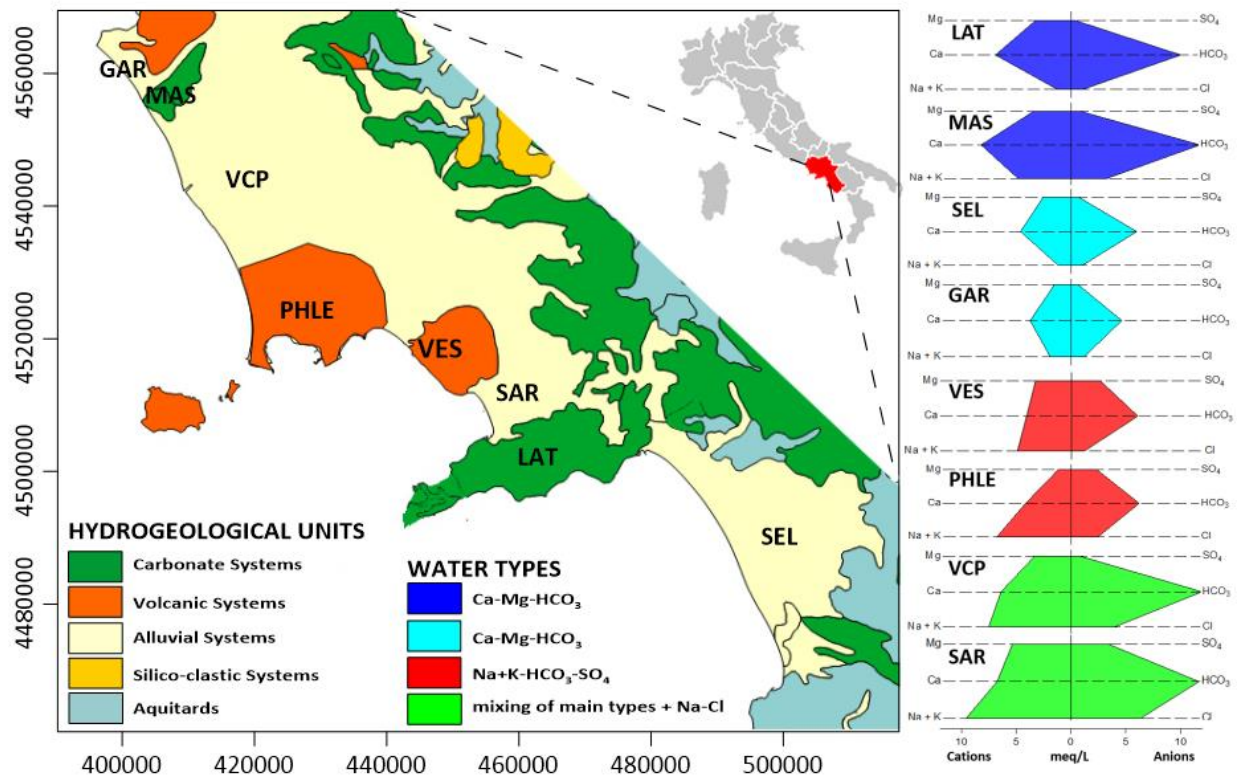 4560000
4540000
4520000
4500000
4480000
400000
420000
440000
460000
480000
500000
GAR
MAS
VCP
PHLE
VES
SAR
LAT
SEL
HYDROGEOLOGICAL UNITS
Carbonate Systems
Volcanic Systems
Alluvial Systems
Silico-clastic Systems
Aquitards
WATER TYPES
Ca-Mg-HCO₃
Ca-Mg-HCO₃
Na+K-HCO₃-SO₄
mixing of main types + Na-Cl
LAT
Mg SO₄
Ca HCO₃
Na + K Cl
MAS
Mg SO₄
Ca HCO₃
Na + K Cl
SEL
Mg SO₄
Ca HCO₃
Na + K Cl
GAR
Mg SO₄
Ca HCO₃
Na + K Cl
VES
Mg SO₄
Ca HCO₃
Na + K Cl
PHLE
Mg SO₄
Ca HCO₃
Na + K Cl
VCP
Mg SO₄
Ca HCO₃
Na + K Cl
SAR
Mg SO₄
Ca HCO₃
Na + K Cl
10 5 0 5 10
Cations meq/L Anions